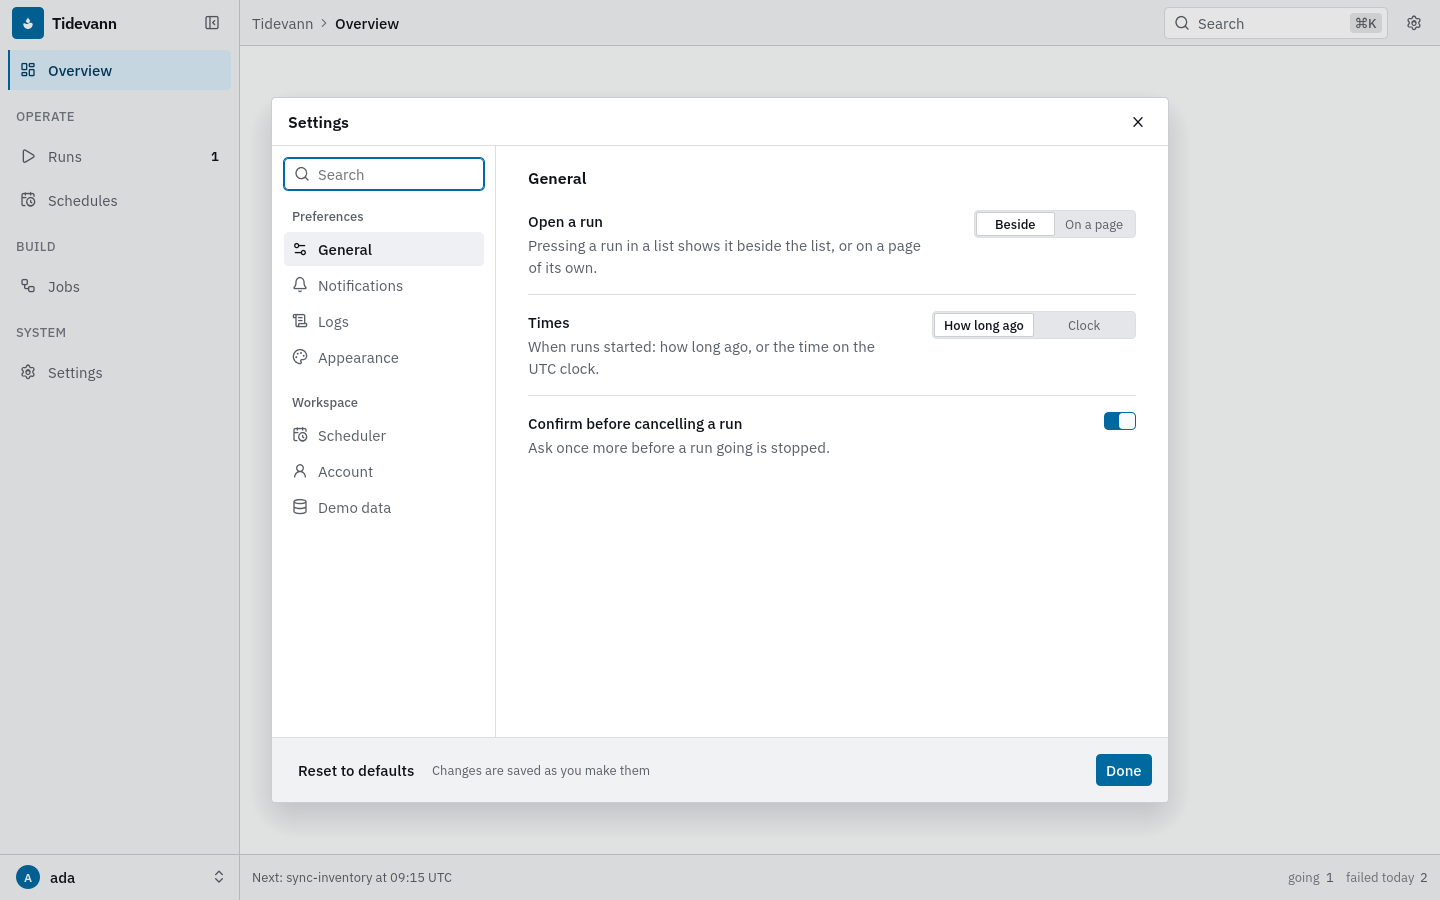 Tidevann
Tidevann > Overview
Search ⌘K
Overview
OPERATE
Runs 1
Schedules
BUILD
Jobs
SYSTEM
Settings
Settings
Search
Preferences
General
Notifications
Logs
Appearance
Workspace
Scheduler
Account
Demo data
General
Open a run
Pressing a run in a list shows it beside the list, or on a page
of its own.
Beside On a page
Times
When runs started: how long ago, or the time on the
UTC clock.
How long ago Clock
Confirm before cancelling a run
Ask once more before a run going is stopped.
Reset to defaults Changes are saved as you make them
Done
A ada
Next: sync-inventory at 09:15 UTC
going 1 failed today 2